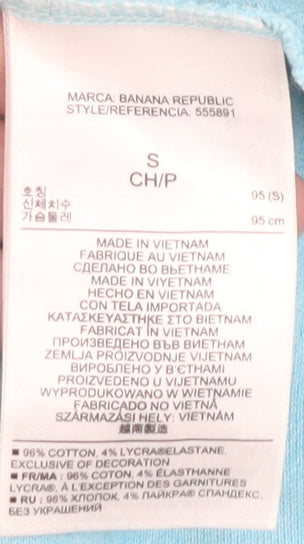 MARCA: BANANA REPUBLIC
STYLE/REFERENCIA: 555891
S
CH/P
호칭 95 (S)
신체치수
가슴둘레 95 cm
MADE IN VIETNAM
FABRIQUE AU VIETNAM
СДЕЛАНО ВО ВЬЕТНАМЕ
MADE IN VIYETNAM
HECHO EN VIETNAM
CON TELA IMPORTADA
ΚΑΤΑΣΚΕΥΑΣΤΗΚΕ ΣΤΟ ΒΙΕΤΝΑΜ
FABRICAT ÎN VIETNAM
ПРОИЗВЕДЕНО ВЪВ ВИЕТНАМ
ZEMLJA PROIZVODNJE VIJETNAM
ВИРОБЛЕНО У В'ЄТНАМІ
PROIZVEDENO U VIJETNAMU
WYPRODUKOWANO W WIETNAMIE
FABRICADO NO VIETNÃ
SZÁRMAZÁSI HELY: VIETNÁM
越南製造
■ 96% COTTON, 4% LYCRA®ELASTANE,
EXCLUSIVE OF DECORATION
■ FR/MA : 96% COTON, 4% ÉLASTHANNE
LYCRA®, À L'EXCEPTION DES GARNITURES
■ RU : 96% ХЛОПОК, 4% ЛАЙКРА® СПАНДЕКС,
БЕЗ УКРАШЕНИЙ